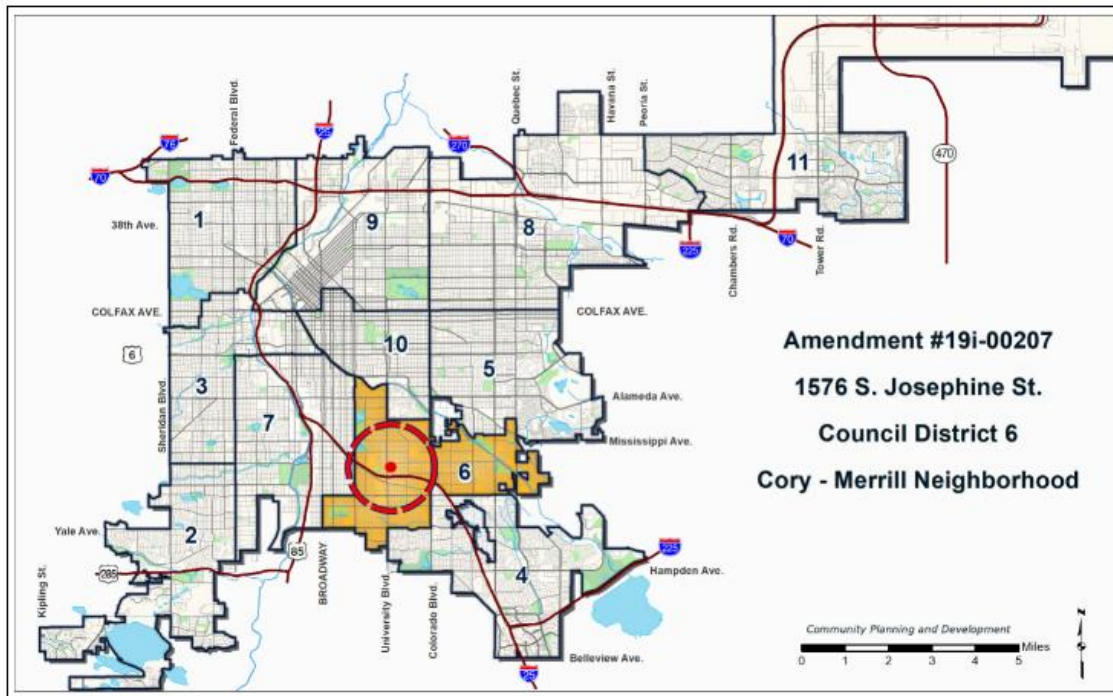 Federal Blvd.
Quebec St.
Havana St.
Peoria St.
25
76
270
70
470
11
1
9
8
38th Ave.
225
70
Chambers Rd.
Tower Rd.
COLFAX AVE.
COLFAX AVE.
6
10
5
3
7
Sheridan Blvd.
Alameda Ave.
Mississippi Ave.
6
Amendment #19i-00207
1576 S. Josephine St.
Council District 6
Cory - Merrill Neighborhood
Yale Ave.
2
85
285
BROADWAY
University Blvd.
Colorado Blvd.
4
225
Hampden Ave.
Kipling St.
Belleview Ave.
25
Community Planning and Development
Miles
0 1 2 3 4 5